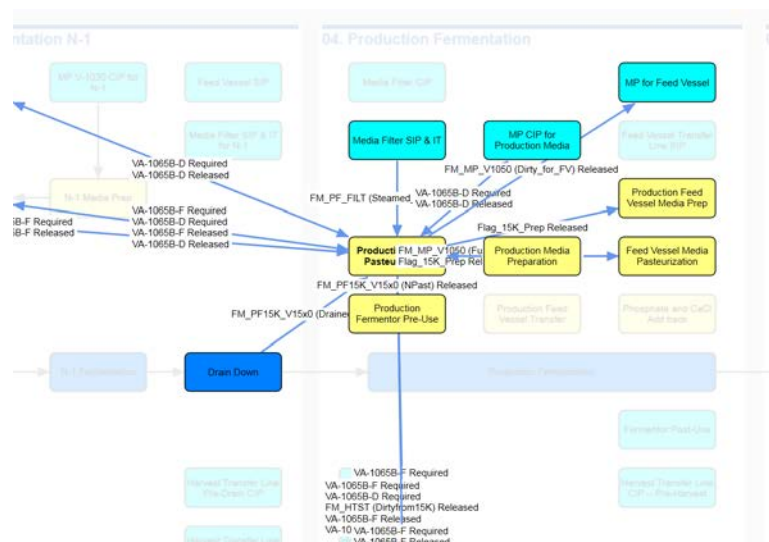 ntation N-1
04. Production Fermentation
MP V-1030 CIP for
N-1
Feed Vessel SIP
Media Filter CIP
MP for Feed Vessel
Media Filter SIP & IT
for N-1
Media Filter SIP & IT
MP CIP for
Production Media
Feed Vessel Transfer
Line SIP
VA-1065B-D Required
VA-1065B-D Released
FM_MP_V1050 (Dirty_for_FV) Released
N-1 Media Prep
FM_PF_FILT (Steamed
VA-1065B-D Required
VA-1065B-D Released
Production Feed
Vessel Media Prep
5B-F Required
5B-F Released
VA-1065B-F Required
VA-1065B-D Required
VA-1065B-F Released
VA-1065B-D Released
Flag_15K_Prep Released
Producti
Pasteu
FM_MP_V1050 (Fu
Flag_15K_Prep Rel
Production Media
Preparation
Feed Vessel Media
Pasteurization
FM_PF15K_V15x0 (NPast) Released
FM_PF15K_V15x0 (Draine
Production
Fermentor Pre-Use
Production Feed
Vessel Transfer
Phosphate and CaCl
Add trace
N-1 Fermentation
Drain Down
Production Fermentation
Fermentor Post-Use
Harvest Transfer Line
Pre-Drain CIP
VA-1065B-F Required
VA-1065B-F Required
VA-1065B-D Required
FM_HTST (Dirtyfrom15K) Released
VA-1065B-F Released
VA-10
VA-1065B-F Required
VA-1065B-F Released
Harvest Transfer Line
CIP – Pre-Harvest
Harvest Transfer Line